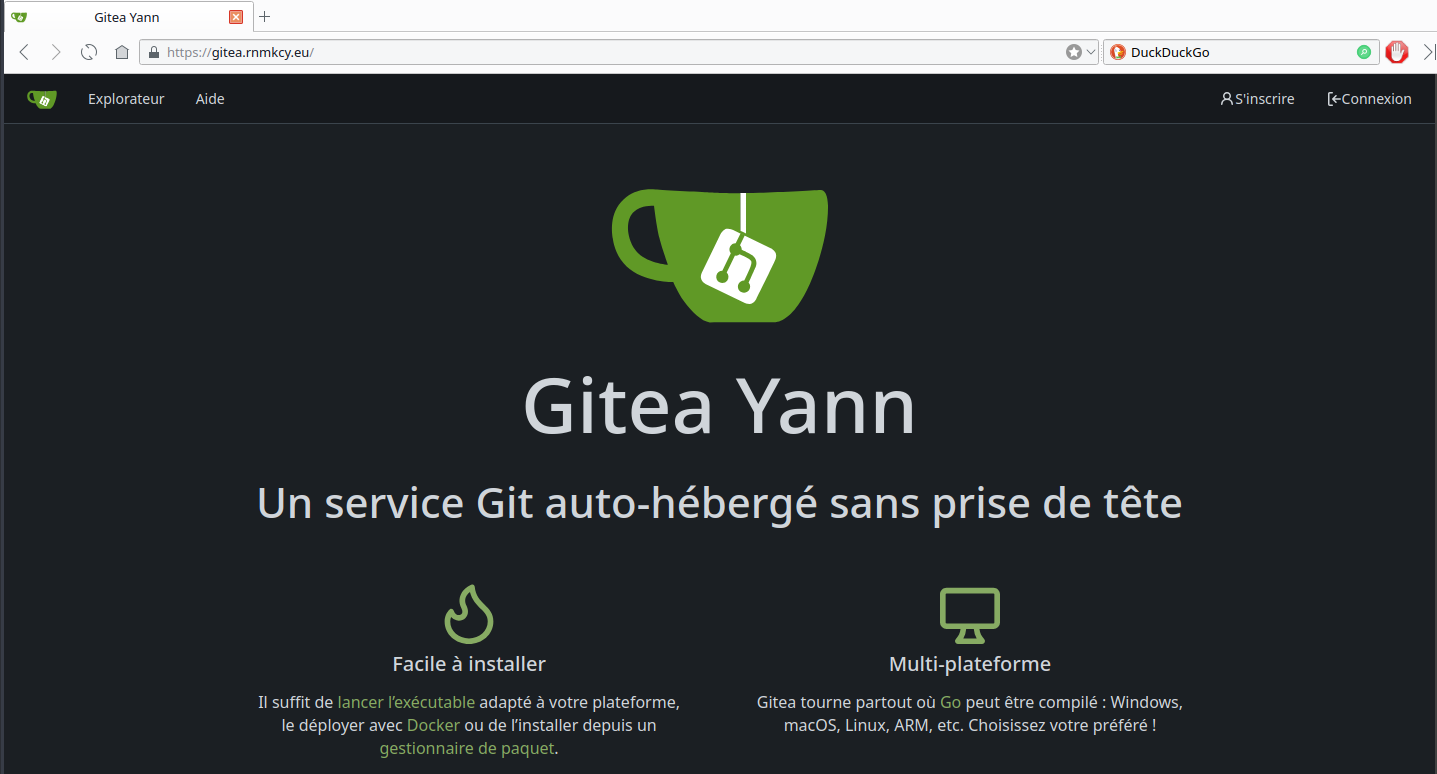 Gitea Yann
https://gitea.rnmkcy.eu/
DuckDuckGo
Explorateur Aide S'inscrire Connexion
Gitea Yann
Un service Git auto-hébergé sans prise de tête
Facile à installer
Il suffit de lancer l’exécutable adapté à votre plateforme,
le déployer avec Docker ou de l’installer depuis un
gestionnaire de paquet.
Multi-plateforme
Gitea tourne partout où Go peut être compilé : Windows,
macOS, Linux, ARM, etc. Choisissez votre préféré !